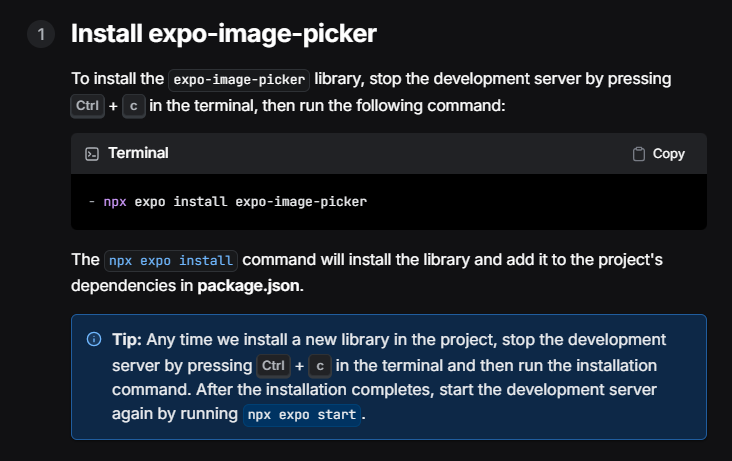 1 Install expo-image-picker
To install the expo-image-picker library, stop the development server by pressing
Ctrl + c in the terminal, then run the following command:
Terminal Copy
- npx expo install expo-image-picker
The npx expo install command will install the library and add it to the project's
dependencies in package.json.
Tip: Any time we install a new library in the project, stop the development
server by pressing Ctrl + c in the terminal and then run the installation
command. After the installation completes, start the development server
again by running npx expo start.